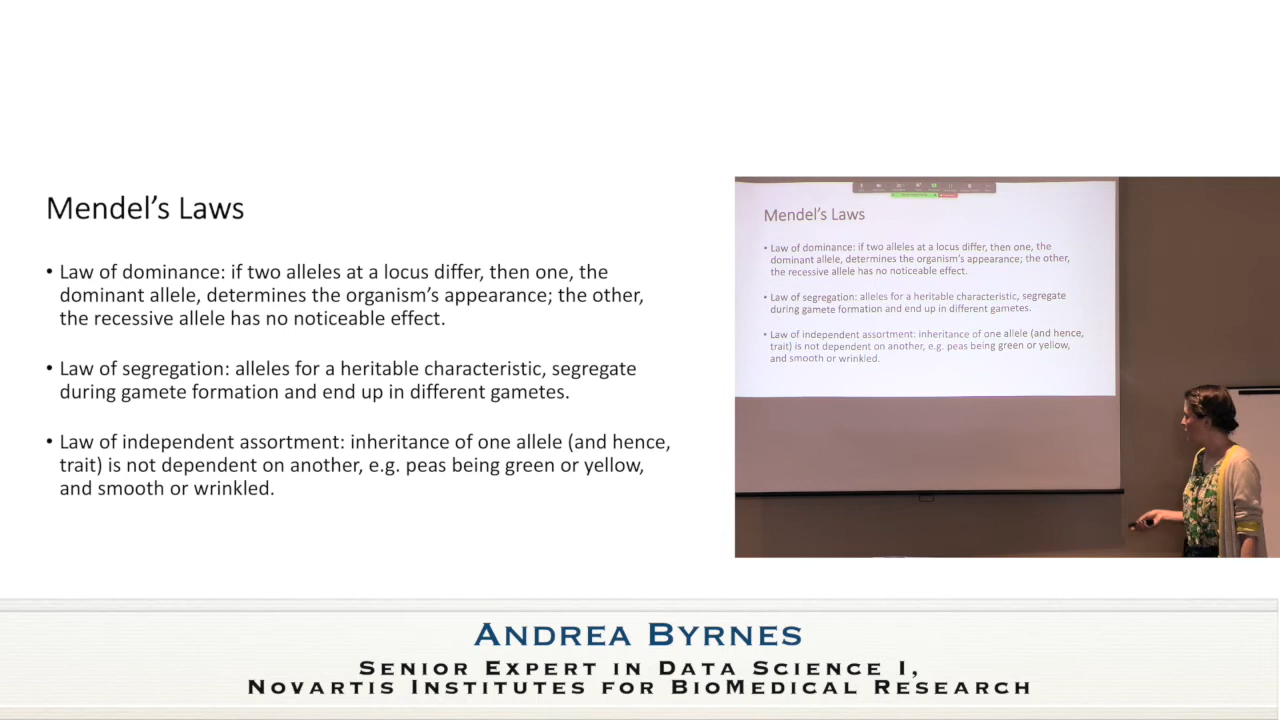 Mendel's Laws
• Law of dominance: if two alleles at a locus differ, then one, the
dominant allele, determines the organism's appearance; the other,
the recessive allele has no noticeable effect.
• Law of segregation: alleles for a heritable characteristic, segregate
during gamete formation and end up in different gametes.
• Law of independent assortment: inheritance of one allele (and hence,
trait) is not dependent on another, e.g. peas being green or yellow,
and smooth or wrinkled.
Mendel's Laws
• Law of dominance: if two alleles at a locus differ, then one, the
dominant allele, determines the organism's appearance; the other,
the recessive allele has no noticeable effect.
• Law of segregation: alleles for a heritable characteristic, segregate
during gamete formation and end up in different gametes.
• Law of independent assortment: inheritance of one allele (and hence,
trait) is not dependent on another, e.g. peas being green or yellow,
and smooth or wrinkled.
ANDREA BYRNES
SENIOR EXPERT IN DATA SCIENCE I,
NOVARTIS INSTITUTES FOR BIOMEDICAL RESEARCH